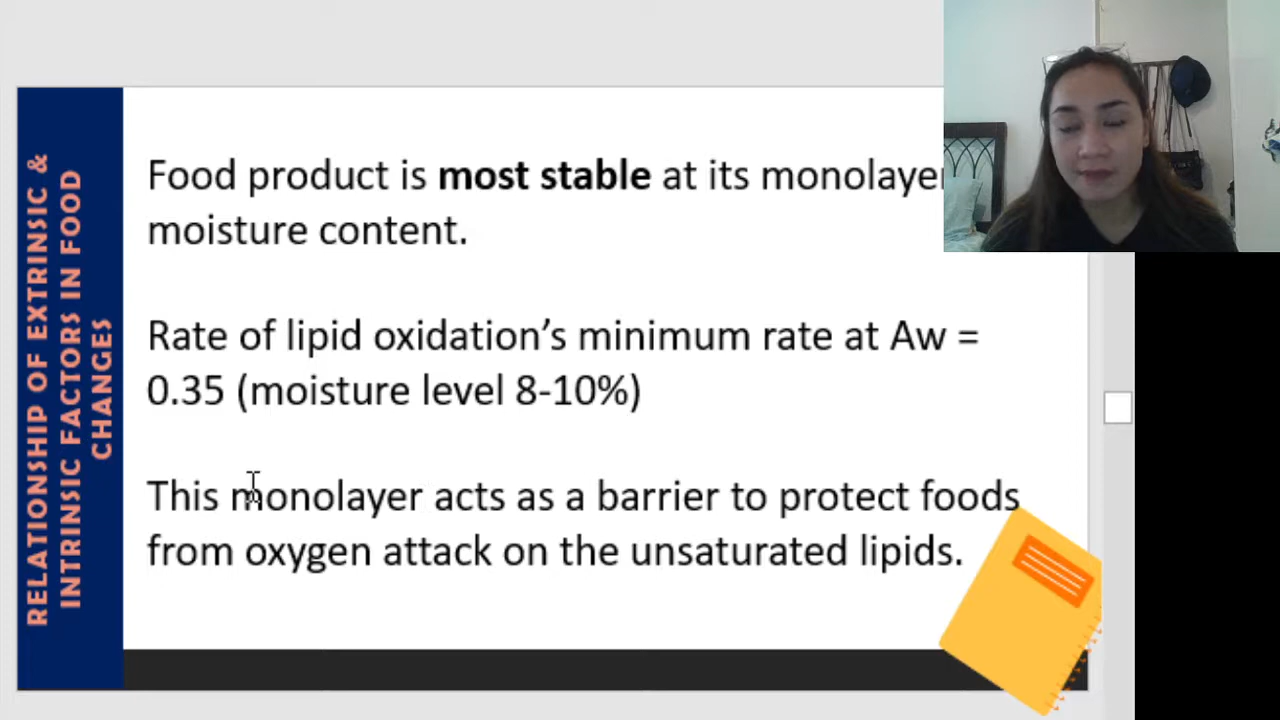 RELATIONSHIP OF EXTRINSIC &
INTRINSIC FACTORS IN FOOD
CHANGES
Food product is most stable at its monolayer
moisture content.
Rate of lipid oxidation’s minimum rate at Aw =
0.35 (moisture level 8-10%)
This monolayer acts as a barrier to protect foods
from oxygen attack on the unsaturated lipids.